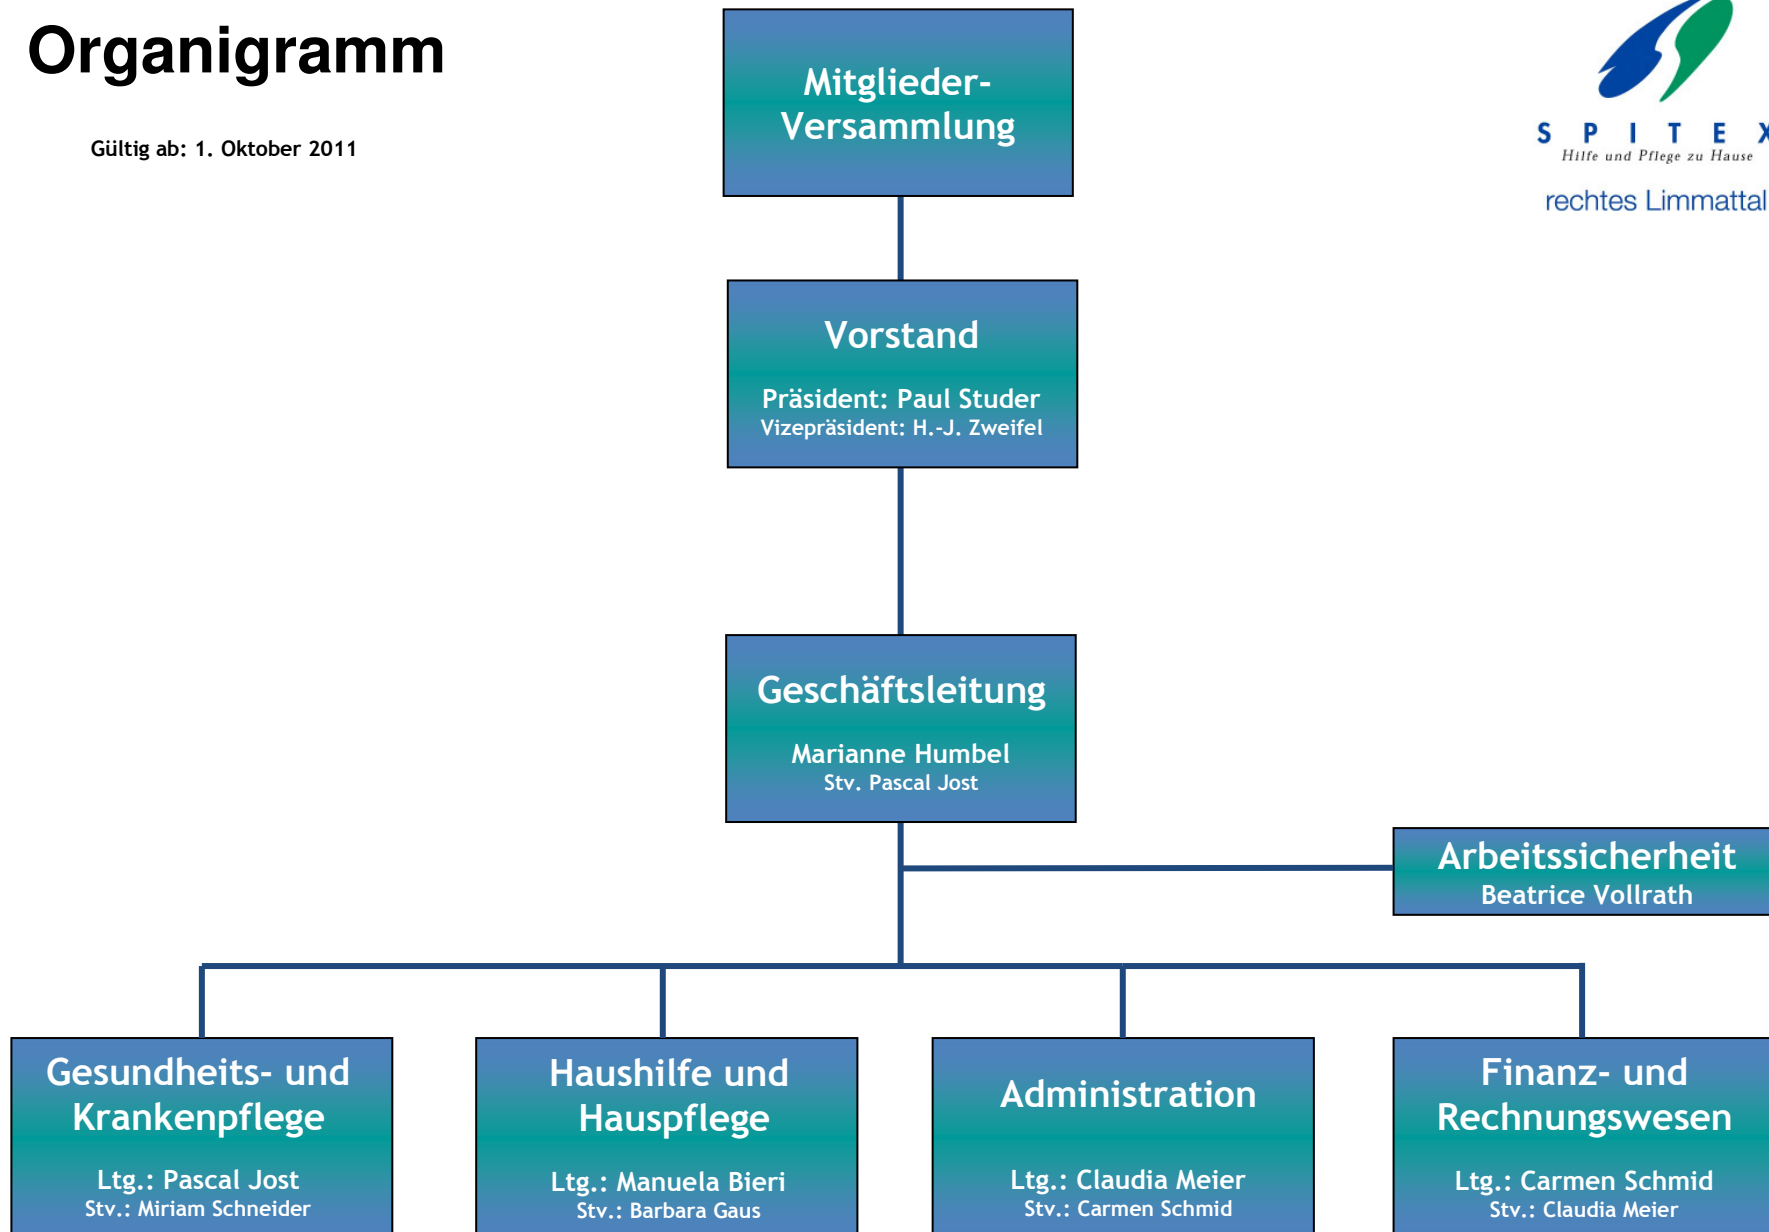 Organigramm
Gültig ab: 1. Oktober 2011
Mitglieder-
Versammlung
SPITEX
Hilfe und Pflege zu Hause
rechtes Limmattal
Vorstand
Präsident: Paul Studer
Vizepräsident: H.-J. Zweifel
Geschäftsleitung
Marianne Humbel
Stv. Pascal Jost
Arbeitssicherheit
Beatrice Vollrath
Gesundheits- und
Krankenpflege
Ltg.: Pascal Jost
Stv.: Miriam Schneider
Haushilfe und
Hauspflege
Ltg.: Manuela Bieri
Stv.: Barbara Gaus
Administration
Ltg.: Claudia Meier
Stv.: Carmen Schmid
Finanz- und
Rechnungswesen
Ltg.: Carmen Schmid
Stv.: Claudia Meier